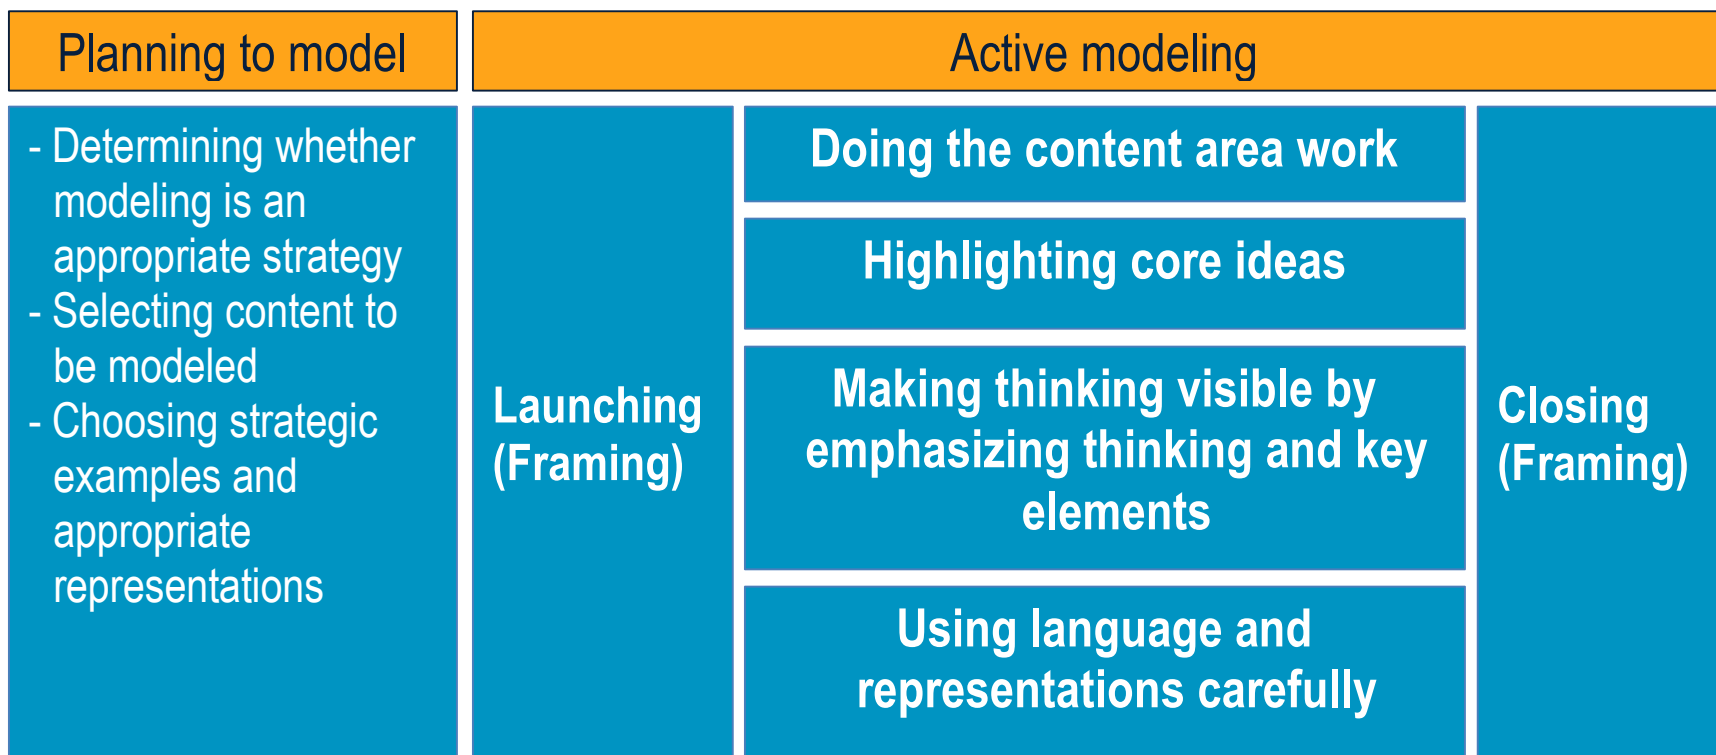 Planning to model
Active modeling
- Determining whether
modeling is an
appropriate strategy
- Selecting content to
be modeled
- Choosing strategic
examples and
appropriate
representations
Launching
(Framing)
Doing the content area work
Highlighting core ideas
Making thinking visible by
emphasizing thinking and key
elements
Using language and
representations carefully
Closing
(Framing)